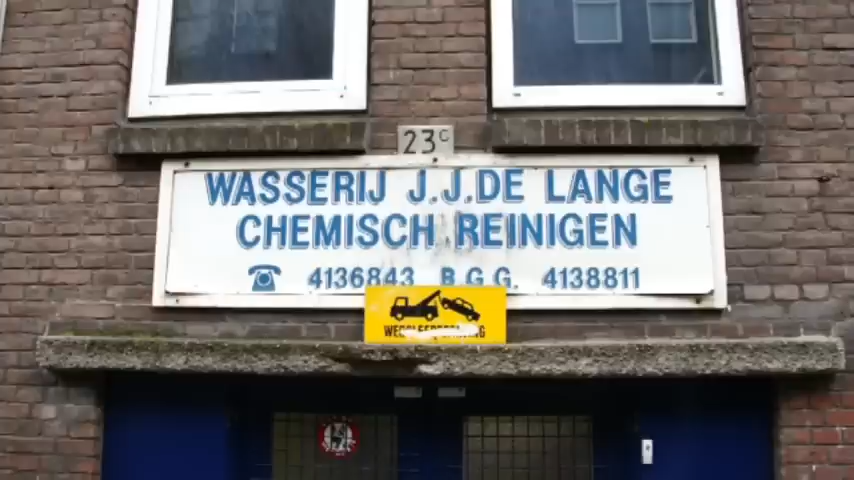 23C
WASSERIJ J.J.DE LANGE
CHEMISCH REINIGEN
☎ 4136843 B.G.G. 4138811